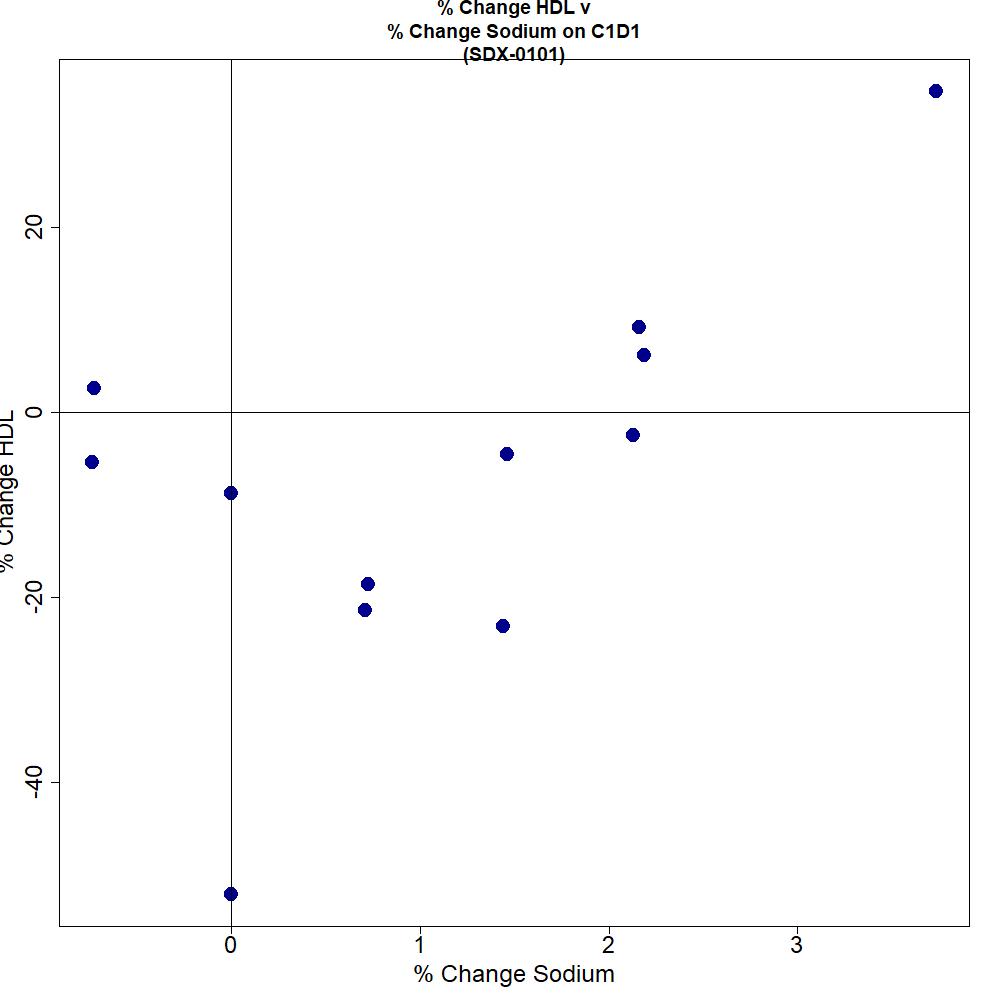 % Change HDL v
% Change Sodium on C1D1
(SDX-0101)
% Change HDL
20
0
-20
-40
0
1
2
3
% Change Sodium